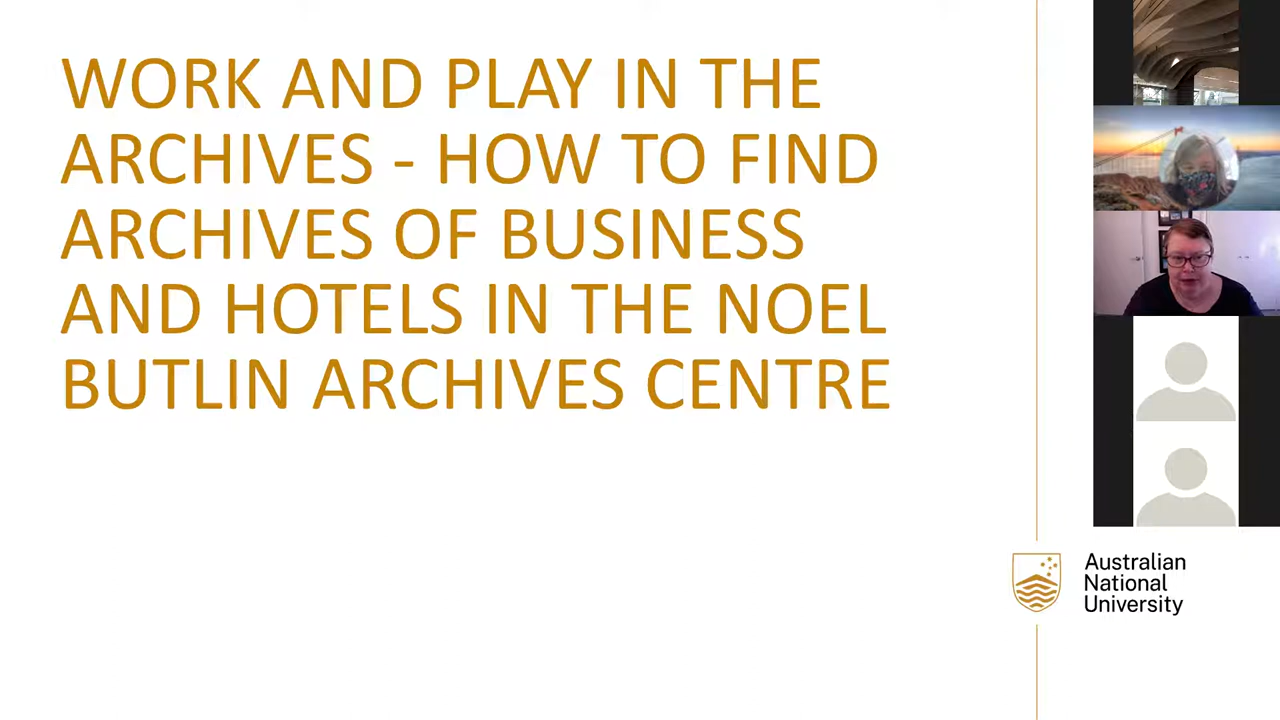 WORK AND PLAY IN THE
ARCHIVES - HOW TO FIND
ARCHIVES OF BUSINESS
AND HOTELS IN THE NOEL
BUTLIN ARCHIVES CENTRE
Australian
National
University